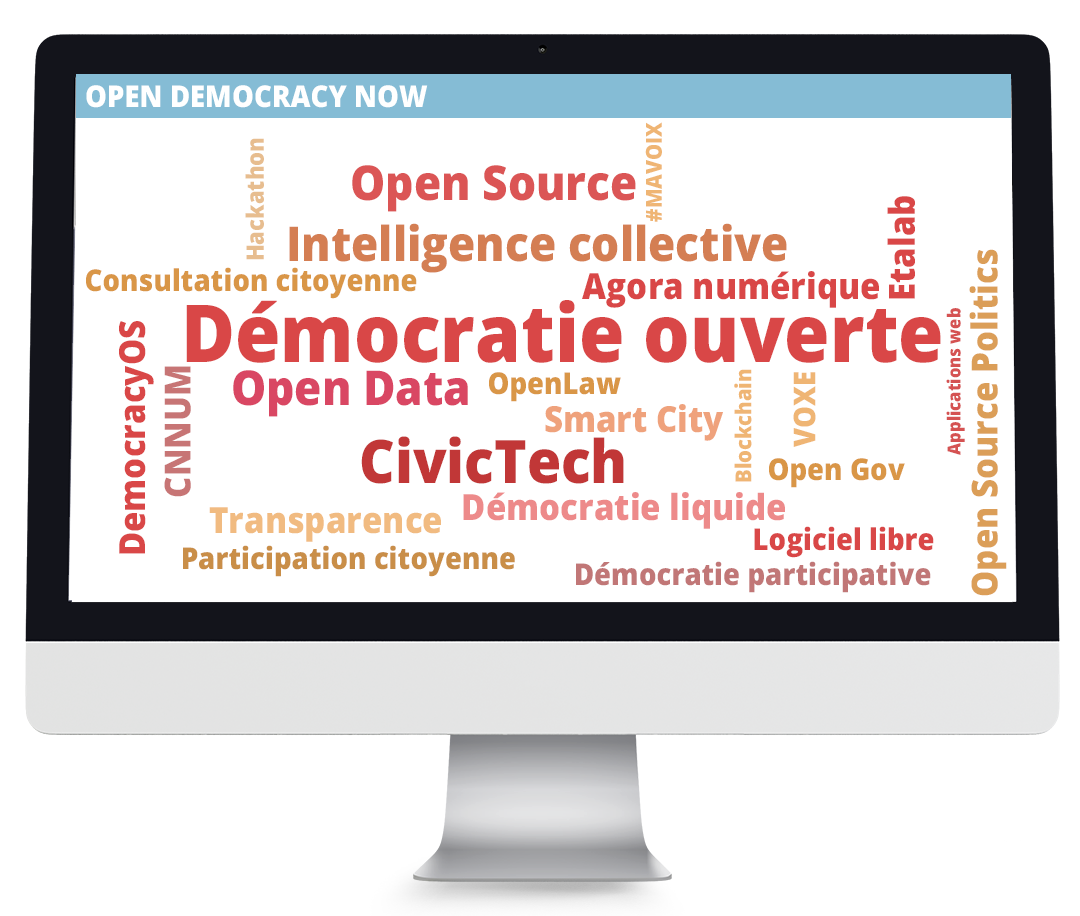 OPEN DEMOCRACY NOW
Hackathon
#MAVOIX
Open Source
Intelligence collective
Etalab
Consultation citoyenne
Agora numérique
Démocratie ouverte
DemocracyOS
CNNUM
Open Data
OpenLaw
Smart City
Blockchain
VOXE
Applications web
Open Source Politics
CivicTech
Open Gov
Démocratie liquide
Transparence
Logiciel libre
Participation citoyenne
Démocratie participative